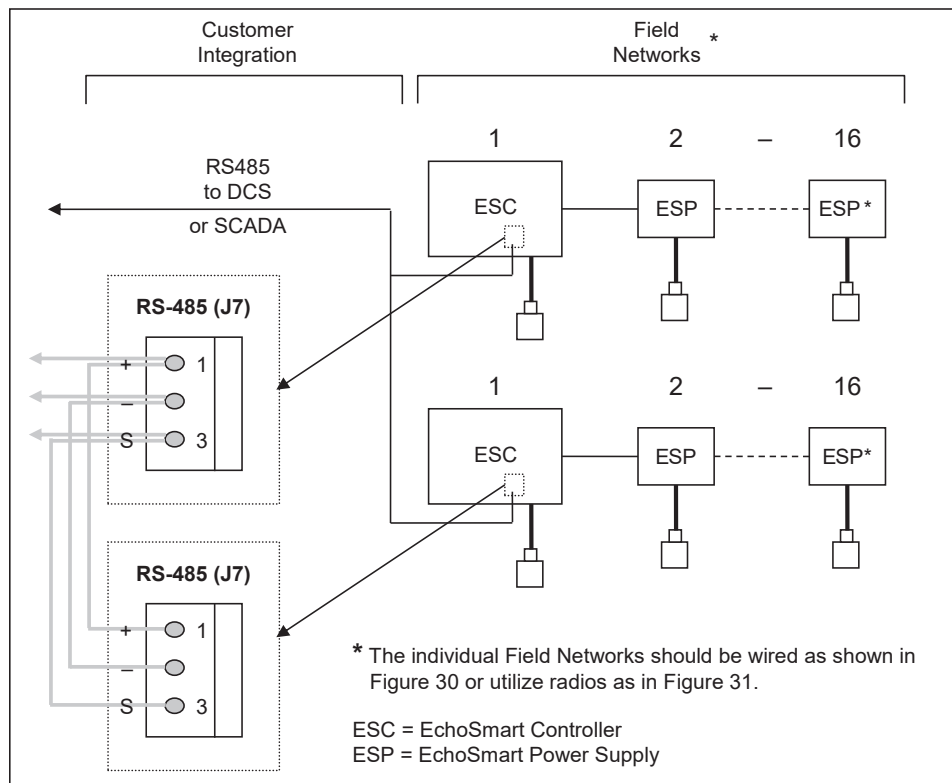 Customer
Integration
Field
Networks *
1 2 – 16
RS485
to DCS
or SCADA
ESC ESP ESP *
RS-485 (J7)
+ 1
–
S 3
1 2 – 16
ESC ESP ESP*
RS-485 (J7)
+ 1
–
S 3
* The individual Field Networks should be wired as shown in
Figure 30 or utilize radios as in Figure 31.
ESC = EchoSmart Controller
ESP = EchoSmart Power Supply